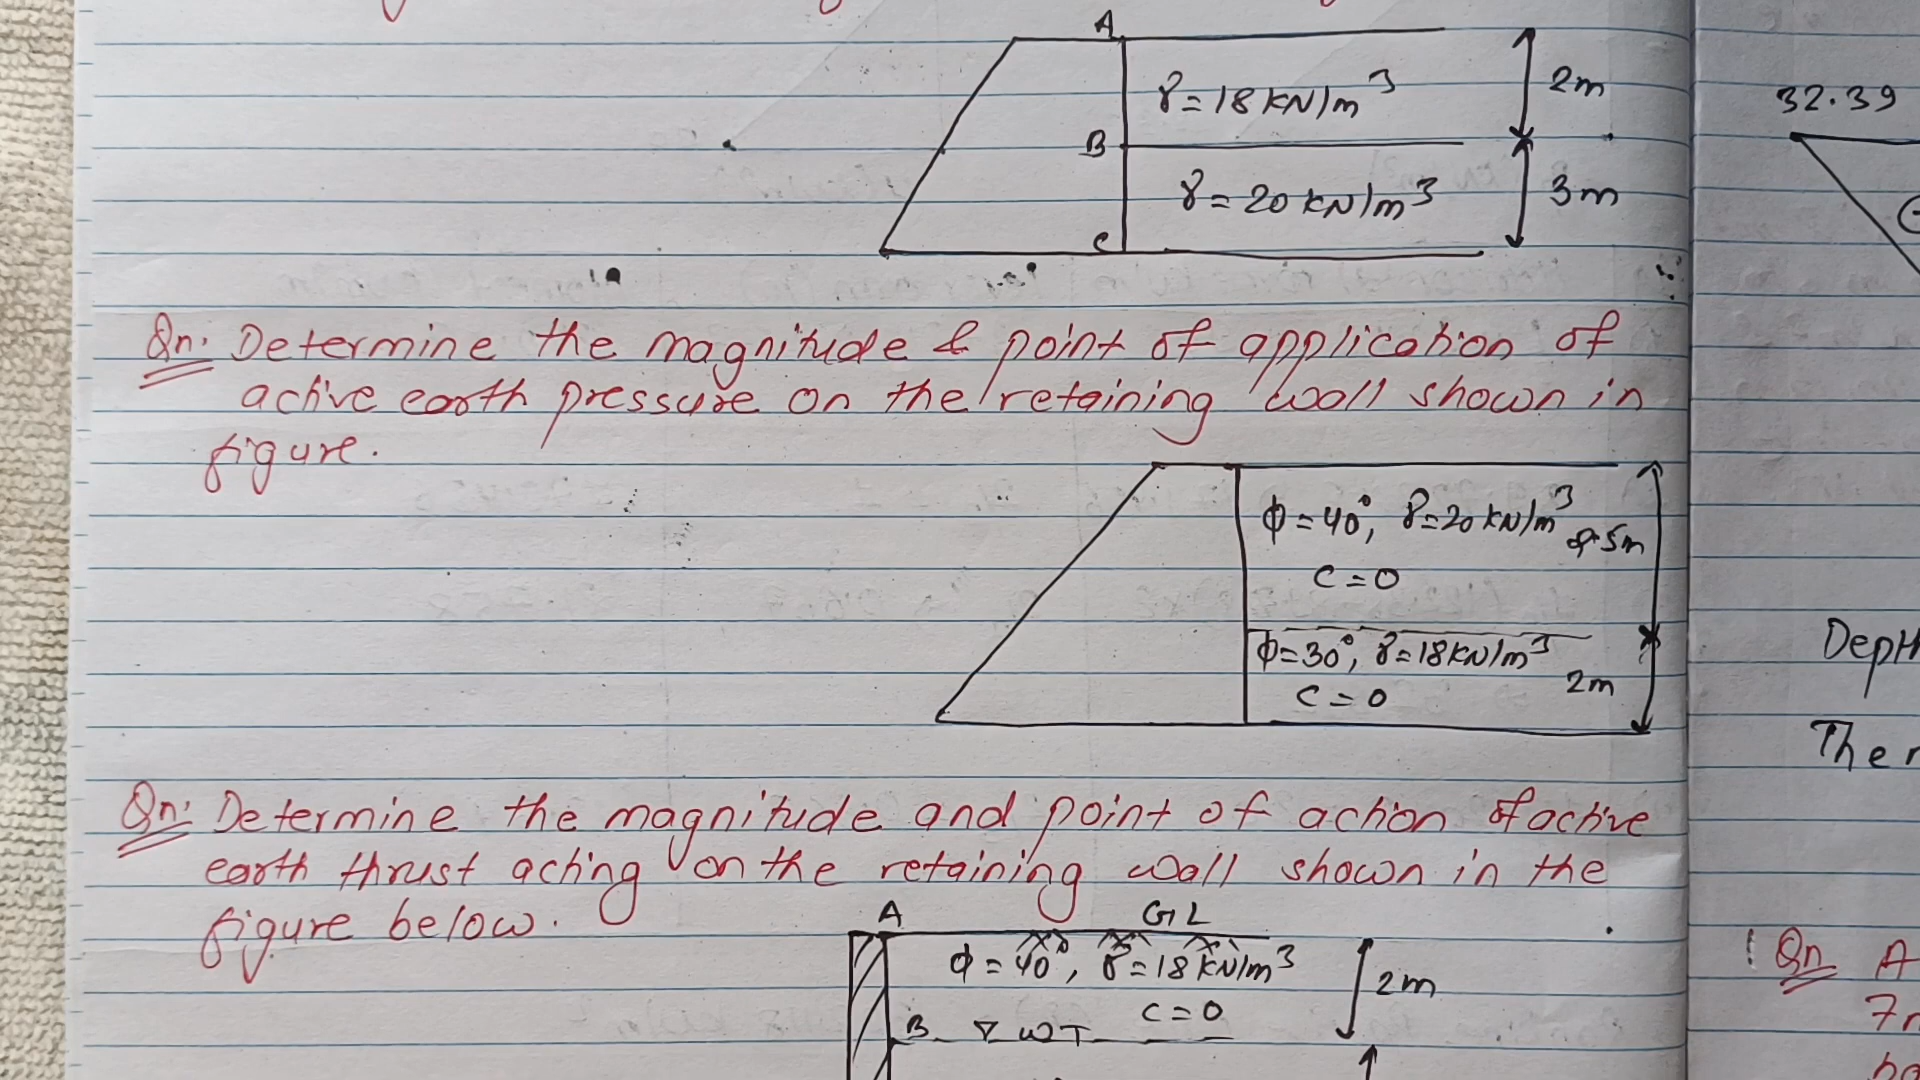 A
γ=18 kN/m³
2m
32.39
B
γ=20 kN/m³
3m
C
Qn: Determine the magnitude & point of application of
active earth pressure on the retaining wall shown in
figure.
φ=40°, γ=20 kN/m³
C=0
φ=30°, γ=18 kN/m³
2m
C=0
Qn: Determine the magnitude and point of action of active
earth thrust acting on the retaining wall shown in the
figure below.
A GL
φ=40°, γ=18 kN/m³
2m
C=0
B ∇ WT
Qn A